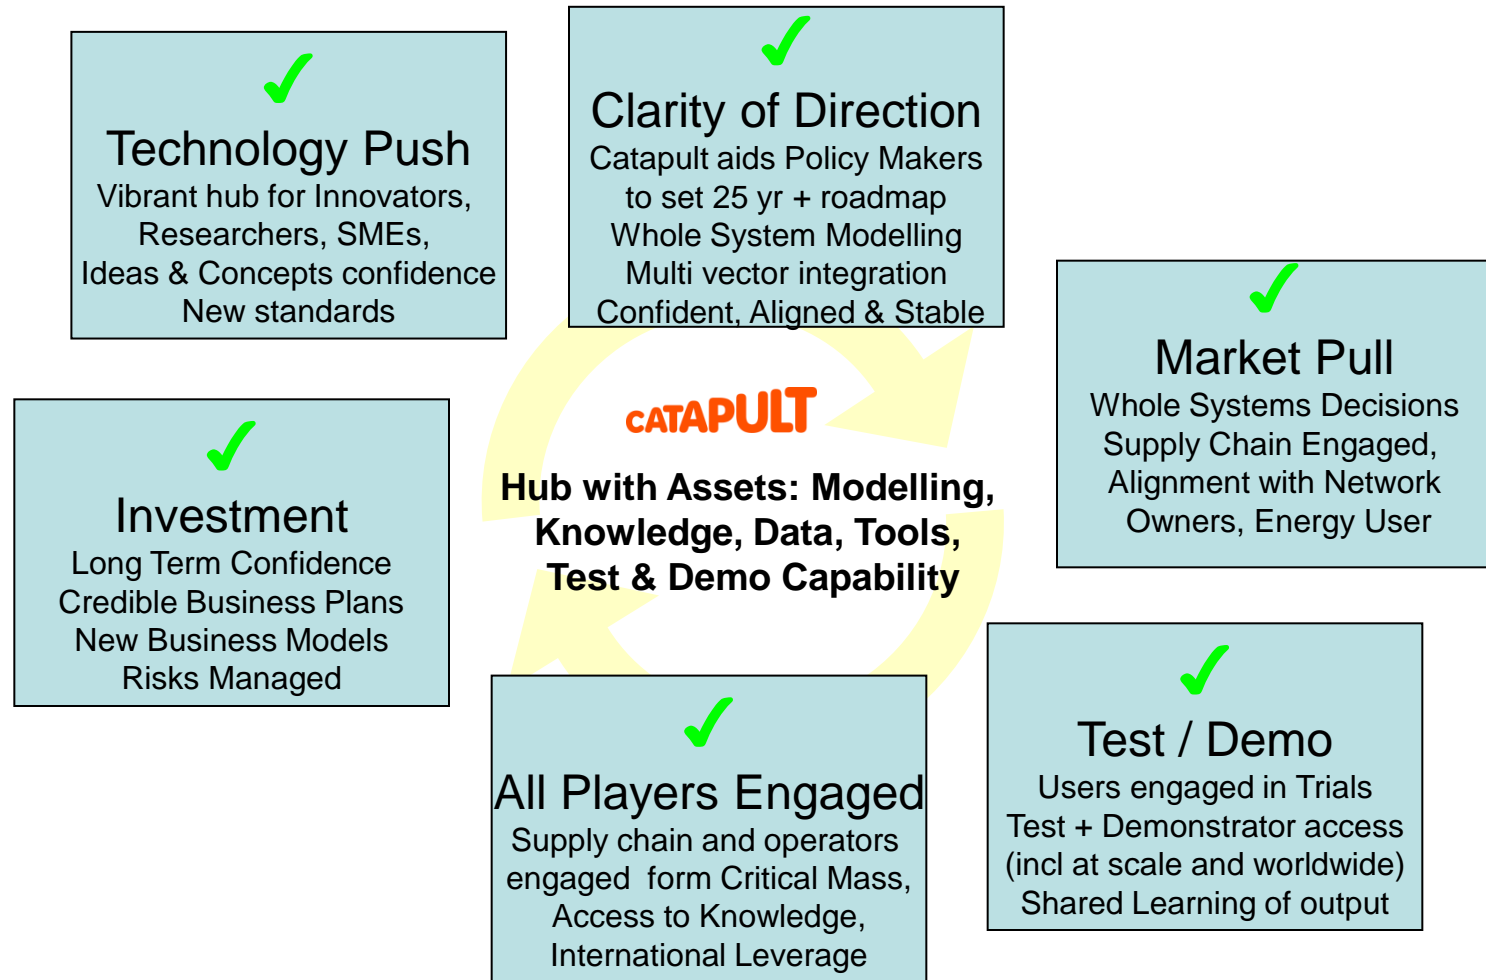 ✓
Technology Push
Vibrant hub for Innovators,
Researchers, SMEs,
Ideas & Concepts confidence
New standards
✓
Clarity of Direction
Catapult aids Policy Makers
to set 25 yr + roadmap
Whole System Modelling
Multi vector integration
Confident, Aligned & Stable
✓
Market Pull
Whole Systems Decisions
Supply Chain Engaged,
Alignment with Network
Owners, Energy User
CATAPULT
Hub with Assets: Modelling,
Knowledge, Data, Tools,
Test & Demo Capability
✓
Investment
Long Term Confidence
Credible Business Plans
New Business Models
Risks Managed
✓
All Players Engaged
Supply chain and operators
engaged  form Critical Mass,
Access to Knowledge,
International Leverage
✓
Test / Demo
Users engaged in Trials
Test + Demonstrator access
(incl at scale and worldwide)
Shared Learning of output